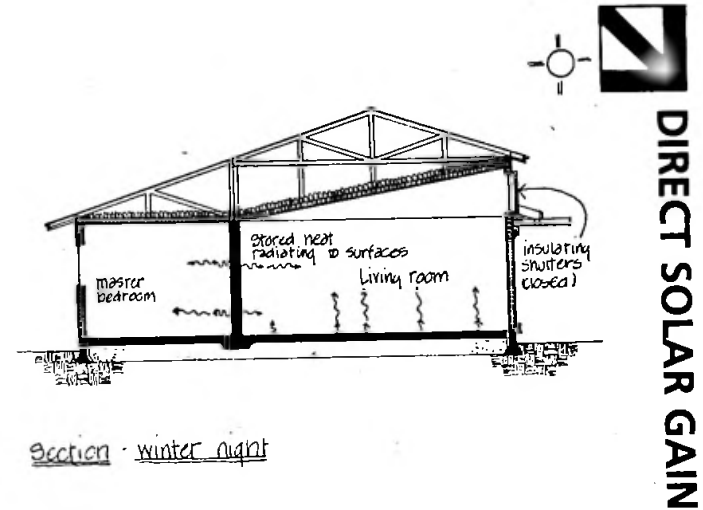 DIRECT SOLAR GAIN
Stored heat
radiating to surfaces
master
bedroom
Living room
insulating
shutters
(closed)
Section - winter night